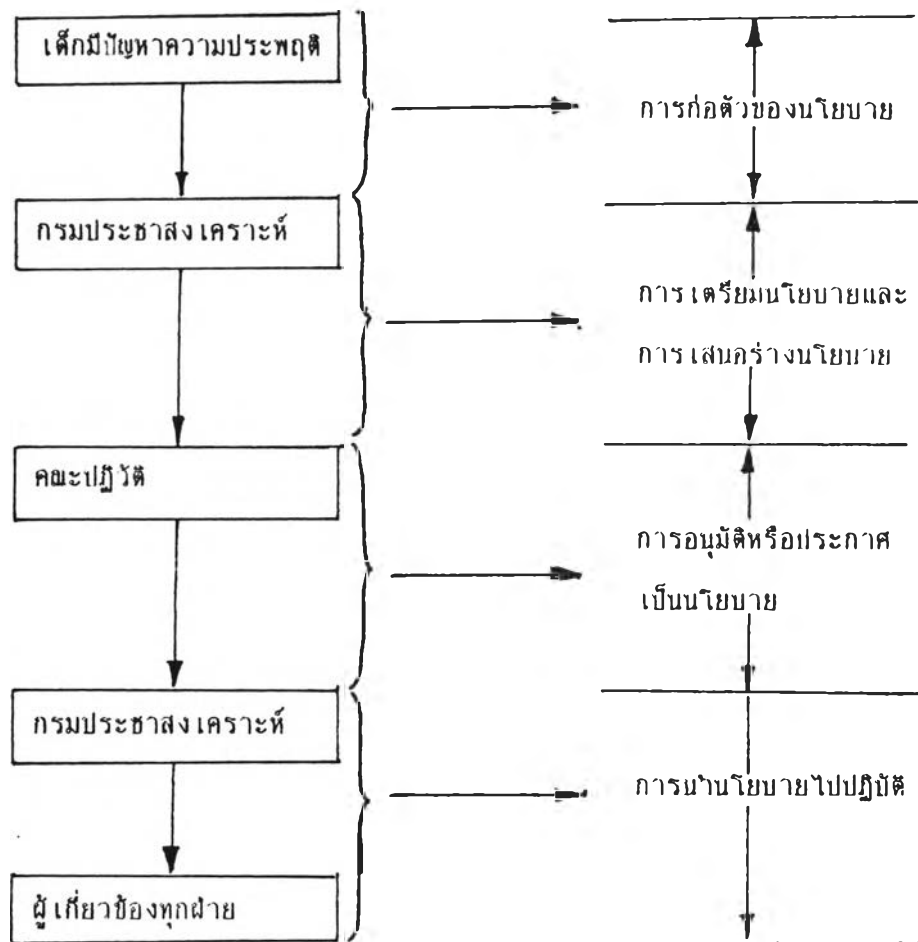 เด็กมีปัญหาความประพฤติ
การก่อตัวของนโยบาย
กรมประชาสงเคราะห์
การเตรียมนโยบายและ
การเสนอร่างนโยบาย
คณะปฏิวัติ
การอนุมัติหรือประกาศ
เป็นนโยบาย
กรมประชาสงเคราะห์
การนำนโยบายไปปฏิบัติ
ผู้เกี่ยวข้องทุกฝ่าย